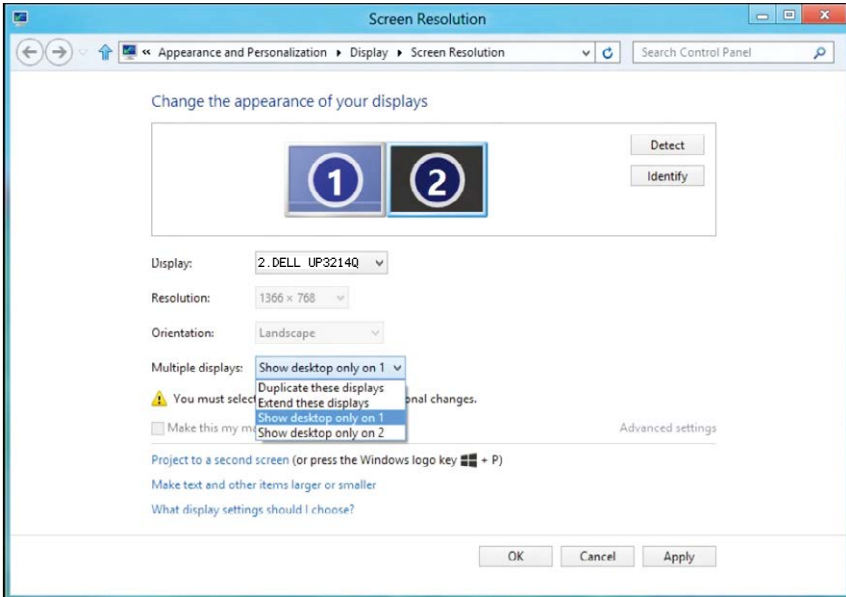 Screen Resolution
« Appearance and Personalization ▸ Display ▸ Screen Resolution Search Control Panel
Change the appearance of your displays
1 2
Detect
Identify
Display: 2.DELL UP3214Q
Resolution: 1366 × 768
Orientation: Landscape
Multiple displays: Show desktop only on 1
Duplicate these displays
You must selec onal changes.
Extend these displays
Show desktop only on 1
Make this my m Advanced settings
Show desktop only on 2
Project to a second screen (or press the Windows logo key + P)
Make text and other items larger or smaller
What display settings should I choose?
OK Cancel Apply